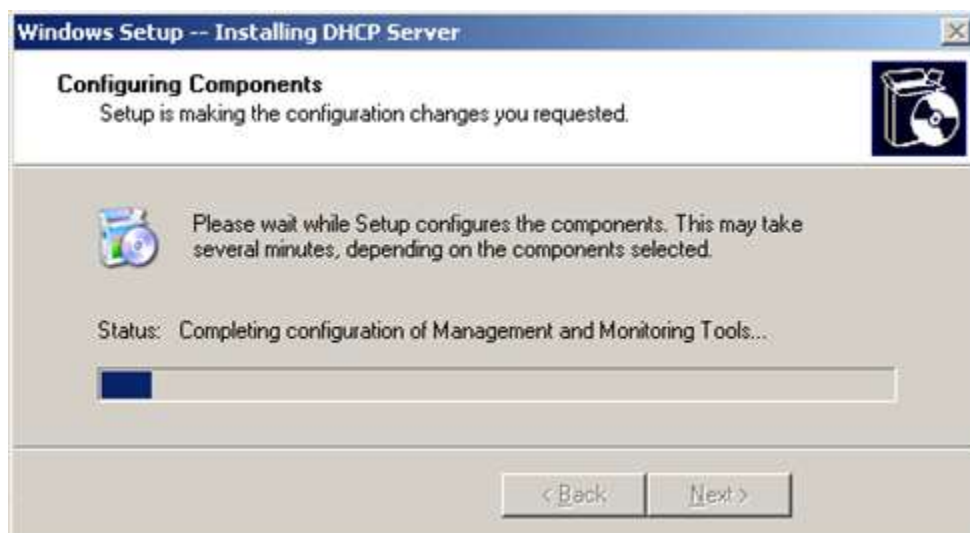 Windows Setup -- Installing DHCP Server
Configuring Components
Setup is making the configuration changes you requested.
Please wait while Setup configures the components. This may take
several minutes, depending on the components selected.
Status: Completing configuration of Management and Monitoring Tools...
< Back Next >